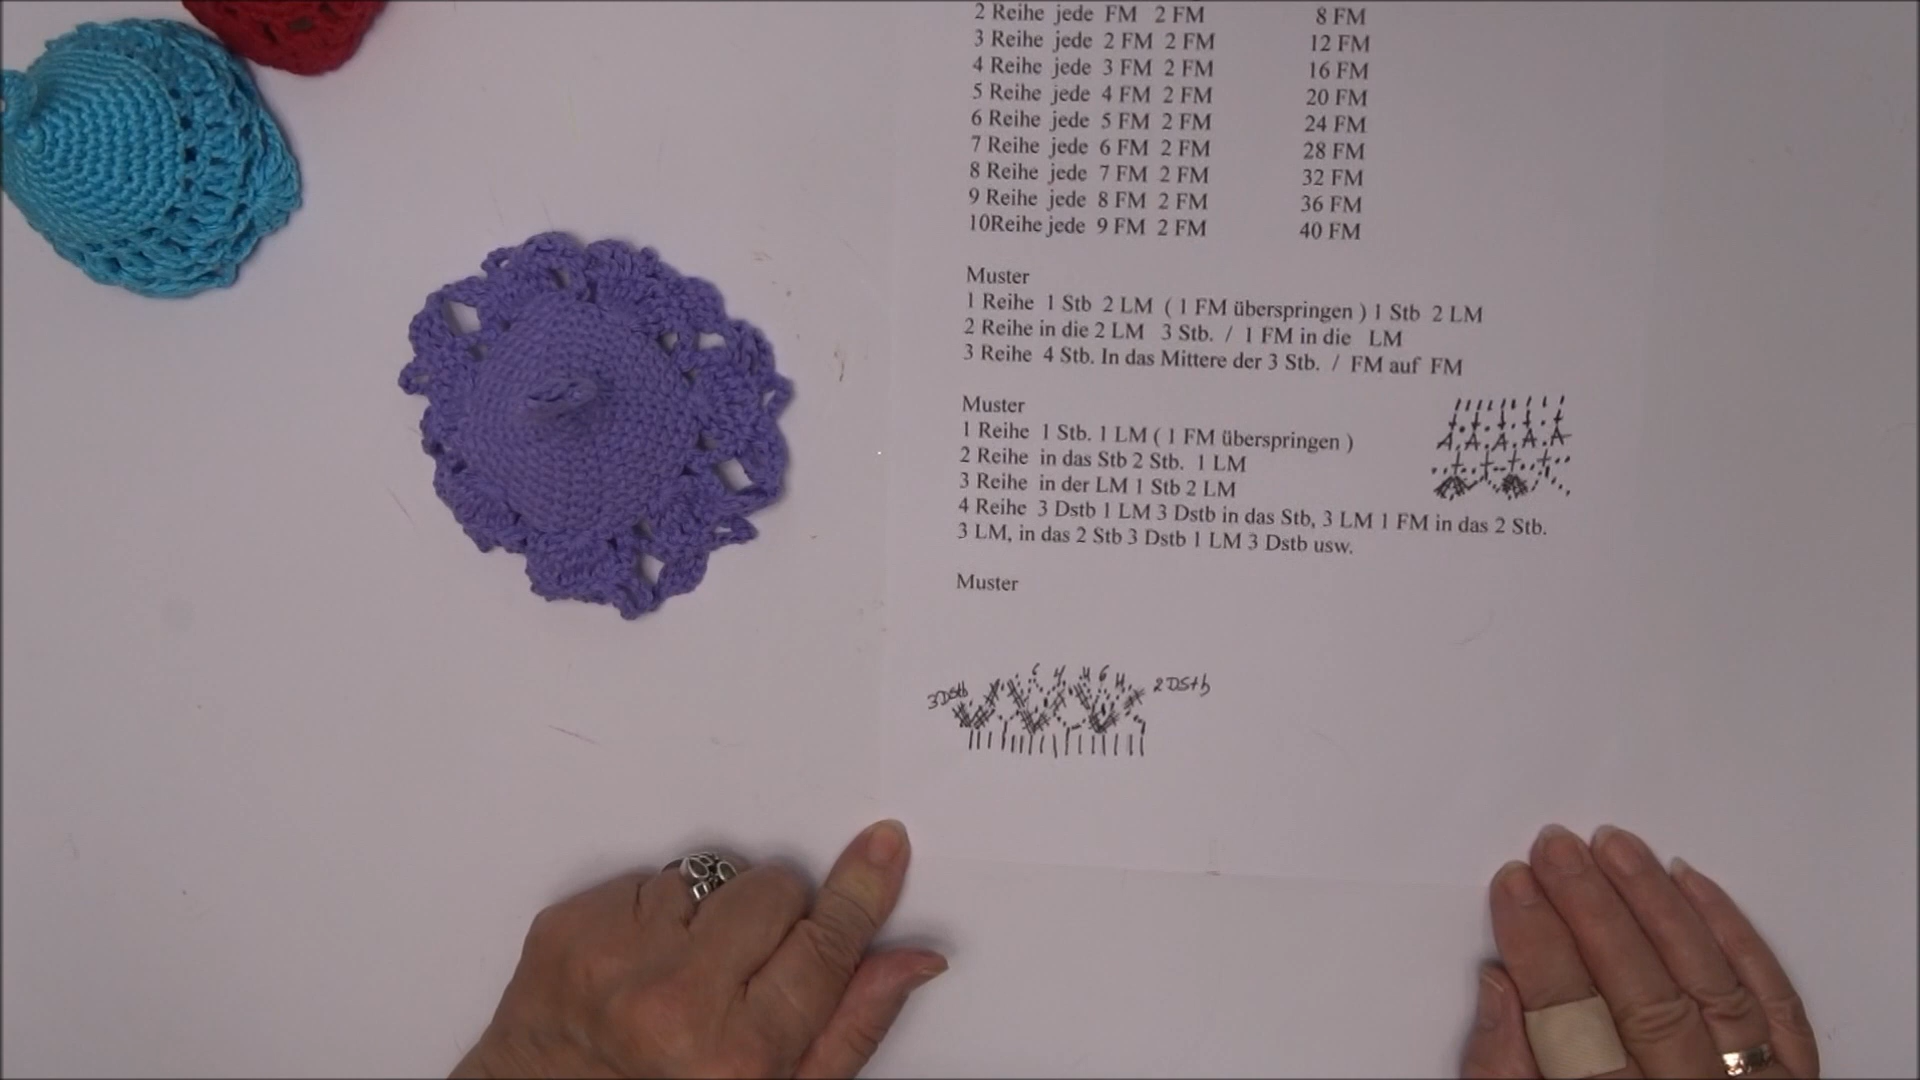 2 Reihe jede FM 2 FM 8 FM
3 Reihe jede 2 FM 2 FM 12 FM
4 Reihe jede 3 FM 2 FM 16 FM
5 Reihe jede 4 FM 2 FM 20 FM
6 Reihe jede 5 FM 2 FM 24 FM
7 Reihe jede 6 FM 2 FM 28 FM
8 Reihe jede 7 FM 2 FM 32 FM
9 Reihe jede 8 FM 2 FM 36 FM
10Reihe jede 9 FM 2 FM 40 FM
Muster
1 Reihe 1 Stb 2 LM ( 1 FM überspringen ) 1 Stb 2 LM
2 Reihe in die 2 LM 3 Stb. / 1 FM in die LM
3 Reihe 4 Stb. In das Mittere der 3 Stb. / FM auf FM
Muster
1 Reihe 1 Stb. 1 LM ( 1 FM überspringen )
2 Reihe in das Stb 2 Stb. 1 LM
3 Reihe in der LM 1 Stb 2 LM
4 Reihe 3 Dstb 1 LM 3 Dstb in das Stb, 3 LM 1 FM in das 2 Stb.
3 LM, in das 2 Stb 3 Dstb 1 LM 3 Dstb usw.
Muster
3 DStb 6 4 4 6 4 2 DStb